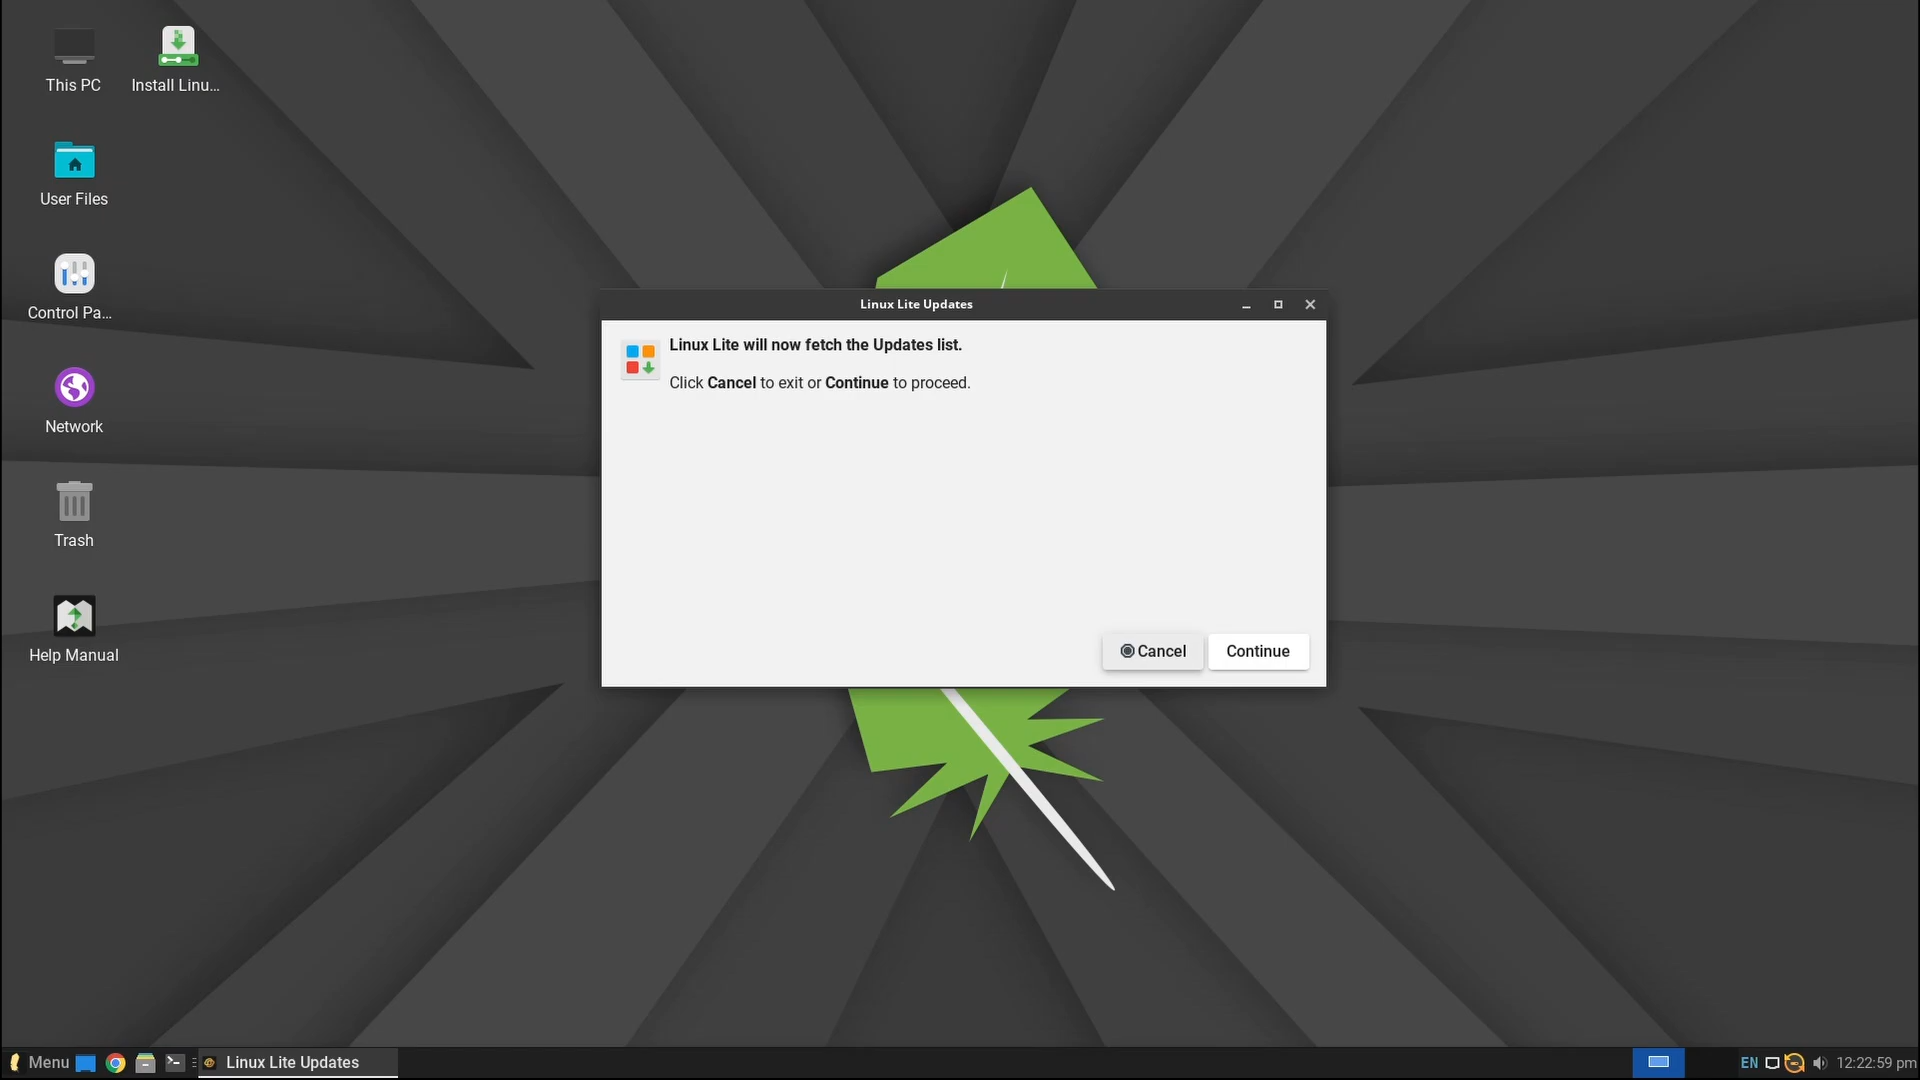 This PC
Install Linu...
User Files
Control Pa...
Network
Trash
Help Manual
Linux Lite Updates
Linux Lite will now fetch the Updates list.
Click Cancel to exit or Continue to proceed.
Cancel
Continue
Menu
Linux Lite Updates
EN
12:22:59 pm